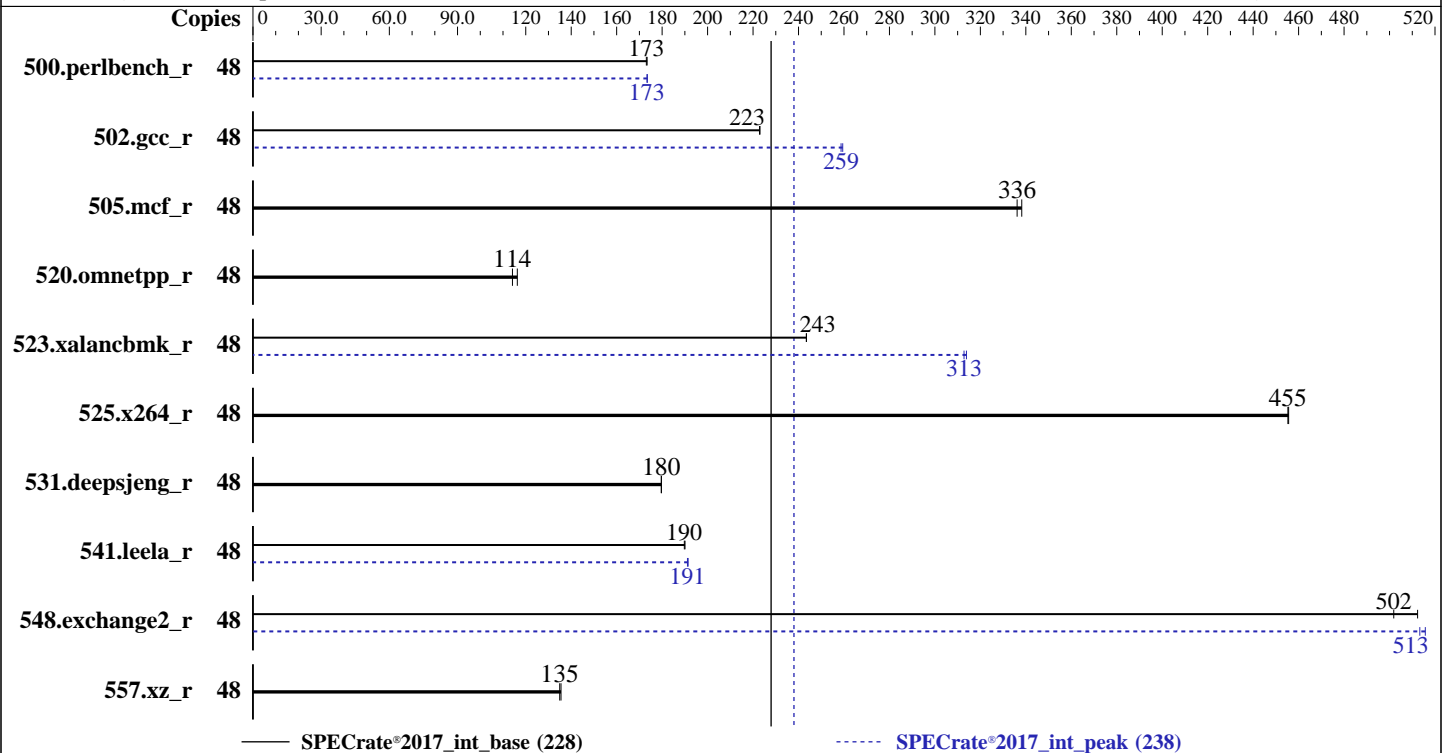 Copies 0 30.0 60.0 90.0 120 140 160 180 200 220 240 260 280 300 320 340 360 380 400 420 440 460 480 520
173
500.perlbench_r 48
173
223
502.gcc_r 48
259
336
505.mcf_r 48
114
520.omnetpp_r 48
243
523.xalancbmk_r 48
313
455
525.x264_r 48
180
531.deepsjeng_r 48
190
541.leela_r 48
191
502
548.exchange2_r 48
513
135
557.xz_r 48
SPECrate®2017_int_base (228) SPECrate®2017_int_peak (238)